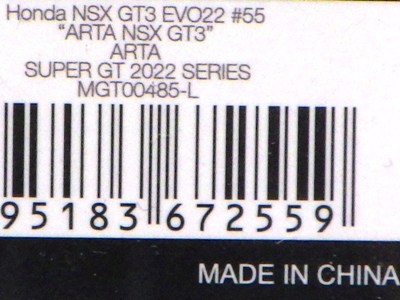 Honda NSX GT3 EVO22 #55
“ARTA NSX GT3”
ARTA
SUPER GT 2022 SERIES
MGT00485-L
95183 672559
MADE IN CHINA